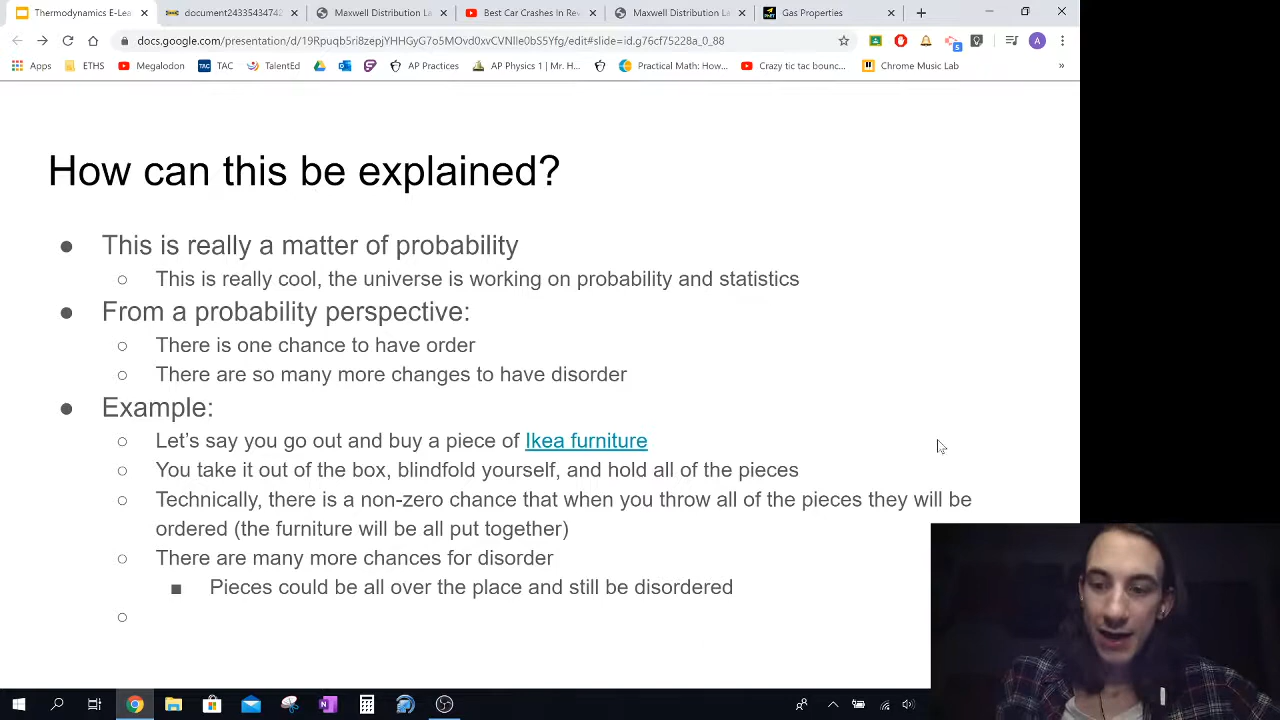 Thermodynamics E-Lea
document24335434742
Maxwell Distribution La
Best Car Crashes In Rev
Maxwell Distribution La
Gas Properties
docs.google.com/presentation/d/19Rpuqb5ri8zepjYHHGyG7o5MOvd0xvCVNlle0bS5Yfg/edit#slide=id.g76cf75228a_0_88
5
A
Apps
ETHS
Megalodon
TAC
TalentEd
AP Practices
AP Physics 1 | Mr. H...
Practical Math: How...
Crazy tic tac bounc...
Chrome Music Lab
»
How can this be explained?
● This is really a matter of probability
○ This is really cool, the universe is working on probability and statistics
● From a probability perspective:
○ There is one chance to have order
○ There are so many more changes to have disorder
● Example:
○ Let's say you go out and buy a piece of Ikea furniture
○ You take it out of the box, blindfold yourself, and hold all of the pieces
○ Technically, there is a non-zero chance that when you throw all of the pieces they will be
ordered (the furniture will be all put together)
○ There are many more chances for disorder
■ Pieces could be all over the place and still be disordered
○